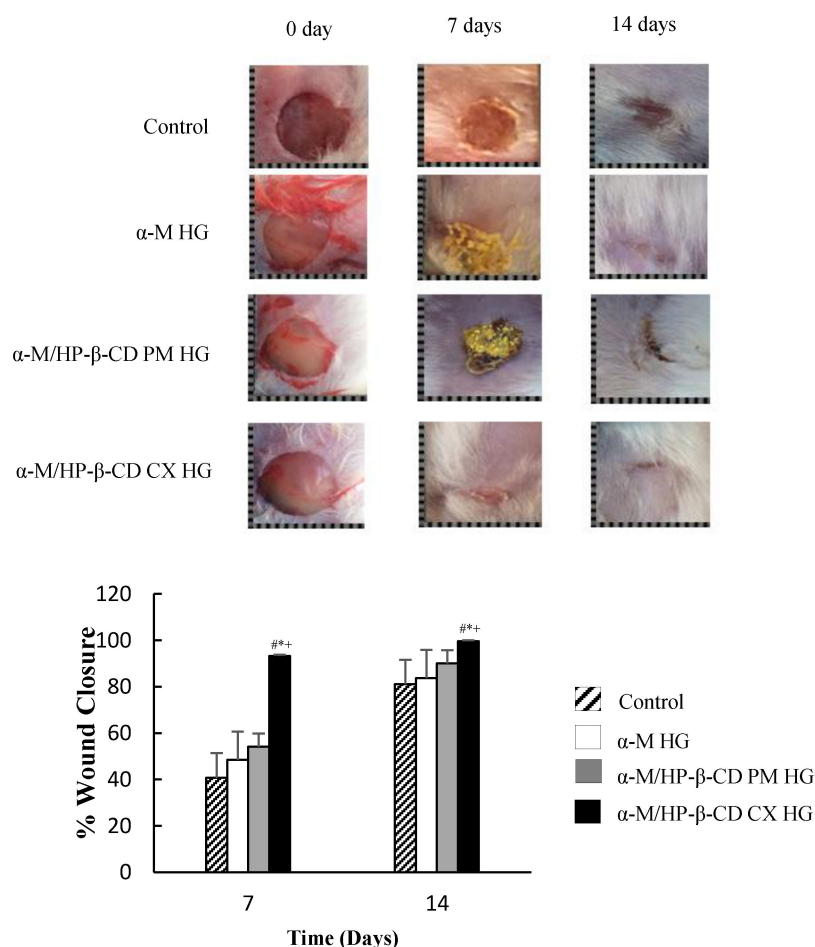 0 day 7 days 14 days
Control
α-M HG
α-M/HP-β-CD PM HG
α-M/HP-β-CD CX HG
120
100
80
60
40
20
0
% Wound Closure
#*+
#*+
7 14
Time (Days)
Control
α-M HG
α-M/HP-β-CD PM HG
α-M/HP-β-CD CX HG